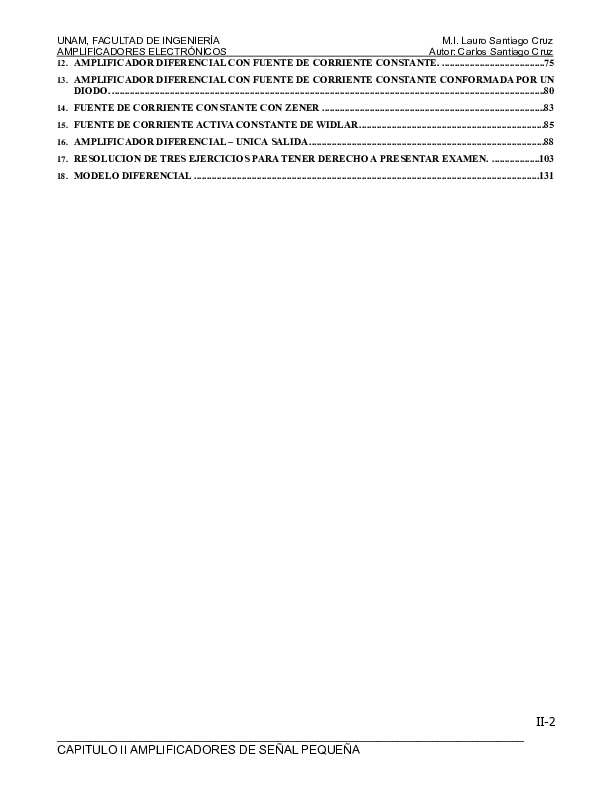 UNAM, FACULTAD DE INGENIERÍA M.I. Lauro Santiago Cruz
AMPLIFICADORES ELECTRÓNICOS Autor: Carlos Santiago Cruz
12. AMPLIFICADOR DIFERENCIAL CON FUENTE DE CORRIENTE CONSTANTE. ....................................75
13. AMPLIFICADOR DIFERENCIAL CON FUENTE DE CORRIENTE CONSTANTE CONFORMADA POR UN
DIODO. ....................................................................................................................................80
14. FUENTE DE CORRIENTE CONSTANTE CON ZENER ....................................................................83
15. FUENTE DE CORRIENTE ACTIVA CONSTANTE DE WIDLAR........................................................85
16. AMPLIFICADOR DIFERENCIAL – UNICA SALIDA.........................................................................88
17. RESOLUCION DE TRES EJERCICIOS PARA TENER DERECHO A PRESENTAR EXAMEN. .................103
18. MODELO DIFERENCIAL ..........................................................................................................131
II-2
CAPITULO II AMPLIFICADORES DE SEÑAL PEQUEÑA